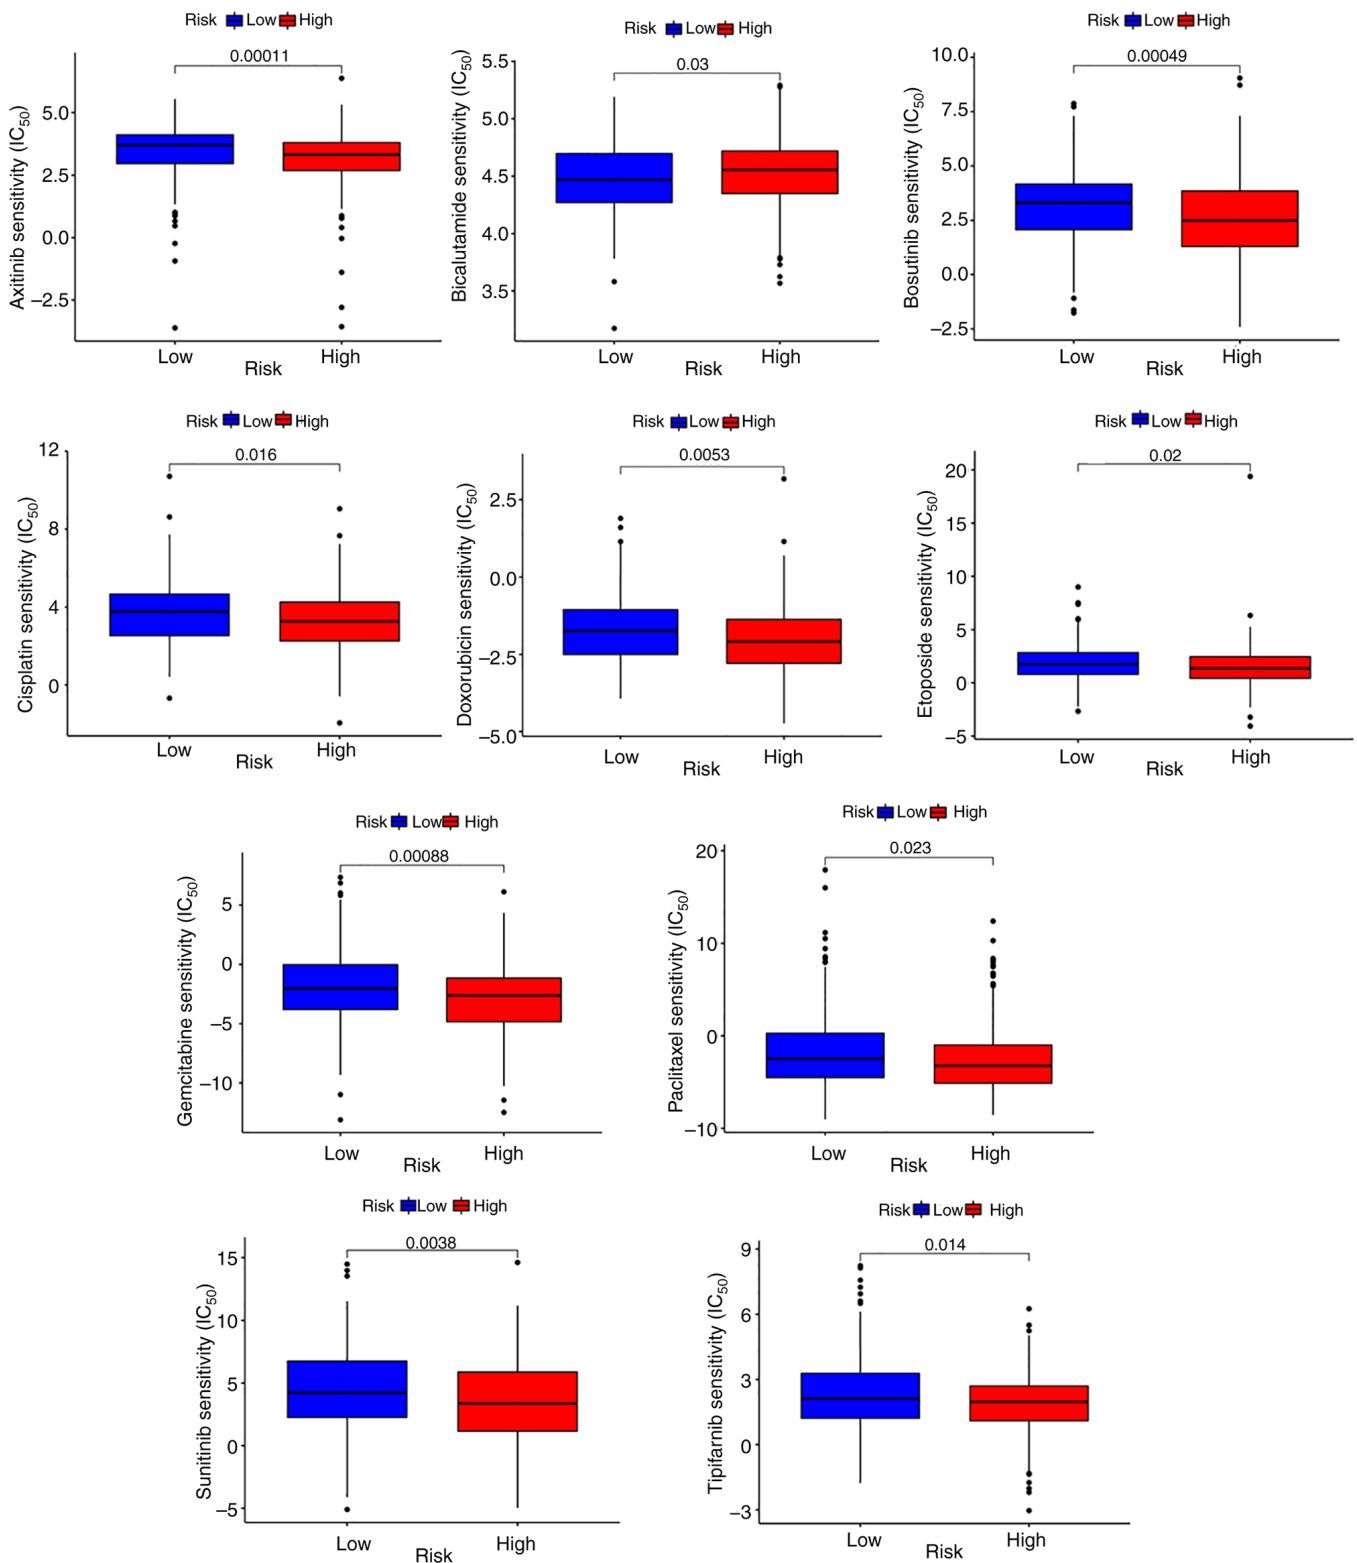 Risk Low High
0.00011
Axitinib sensitivity (IC50)
5.0
2.5
0.0
−2.5
Low High
Risk
Risk Low High
0.03
Bicalutamide sensitivity (IC50)
5.5
5.0
4.5
4.0
3.5
Low High
Risk
Risk Low High
0.00049
Bosutinib sensitivity (IC50)
10.0
7.5
5.0
2.5
0.0
−2.5
Low High
Risk
Risk Low High
0.016
Cisplatin sensitivity (IC50)
12
8
4
0
Low High
Risk
Risk Low High
0.0053
Doxorubicin sensitivity (IC50)
2.5
0.0
−2.5
−5.0
Low High
Risk
Risk Low High
0.02
Etoposide sensitivity (IC50)
20
15
10
5
0
−5
Low High
Risk
Risk Low High
0.00088
Gemcitabine sensitivity (IC50)
5
0
−5
−10
Low High
Risk
Risk Low High
0.023
Paclitaxel sensitivity (IC50)
20
10
0
−10
Low High
Risk
Risk Low High
0.0038
Sunitinib sensitivity (IC50)
15
10
5
0
−5
Low High
Risk
Risk Low High
0.014
Tipifarnib sensitivity (IC50)
9
6
3
0
−3
Low High
Risk